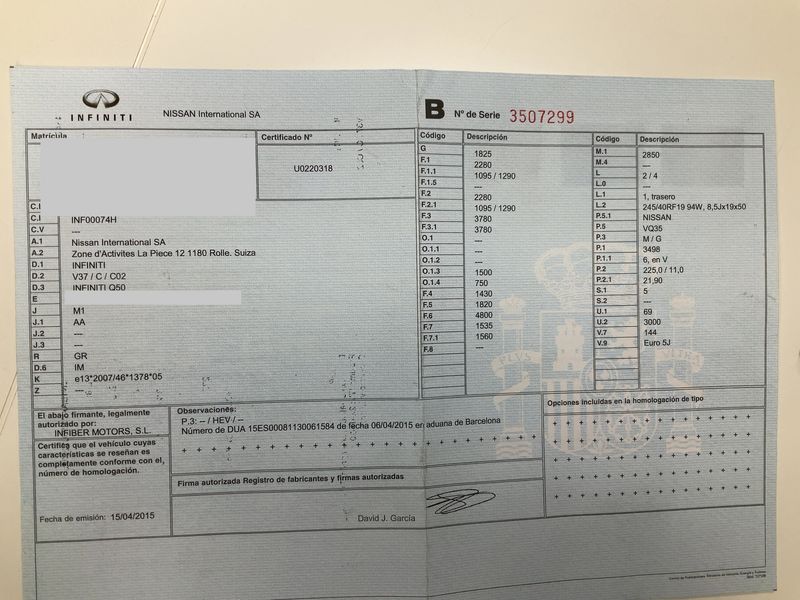 INFINITI
NISSAN International SA
B
Nº de Serie 3507299
Matrícula
Certificado Nº
U0220318
C.I
C.I INF00074H
C.V ---
A.1 Nissan International SA
A.2 Zone d'Activites La Piece 12 1180 Rolle. Suiza
D.1 INFINITI
D.2 V37 / C / C02
D.3 INFINITI Q50
E
J M1
J.1 AA
J.2 ---
J.3 ---
R GR
D.6 IM
K e13*2007/46*1378*05
Z ---
Código Descripción
G 1825
F.1 2280
F.1.1 1095 / 1290
F.1.5 ---
F.2 2280
F.2.1 1095 / 1290
F.3 3780
F.3.1 3780
O.1 ---
O.1.1 ---
O.1.2 ---
O.1.3 1500
O.1.4 750
F.4 1430
F.5 1820
F.6 4800
F.7 1535
F.7.1 1560
F.8 ---
Código Descripción
M.1 2850
M.4 ---
L 2 / 4
L.0 ---
L.1 1, trasero
L.2 245/40RF19 94W, 8,5Jx19x50
P.5.1 NISSAN
P.5 VQ35
P.3 M / G
P.1 3498
P.1.1 6, en V
P.2 225,0 / 11,0
P.2.1 21,90
S.1 5
S.2 ---
U.1 69
U.2 3000
V.7 144
V.9 Euro 5J
PLVS VLTRA
El abajo firmante, legalmente
autorizado por:
INFIBER MOTORS, S.L.
Certifica que el vehículo cuyas
características se reseñan es
completamente conforme con el,
número de homologación.
Fecha de emisión: 15/04/2015
Observaciones:
P.3: -- / HEV / --
Número de DUA 15ES00081130061584 de fecha 06/04/2015 en aduana de Barcelona
Firma autorizada Registro de fabricantes y firmas autorizadas
David J. García
Opciones incluidas en la homologación de tipo